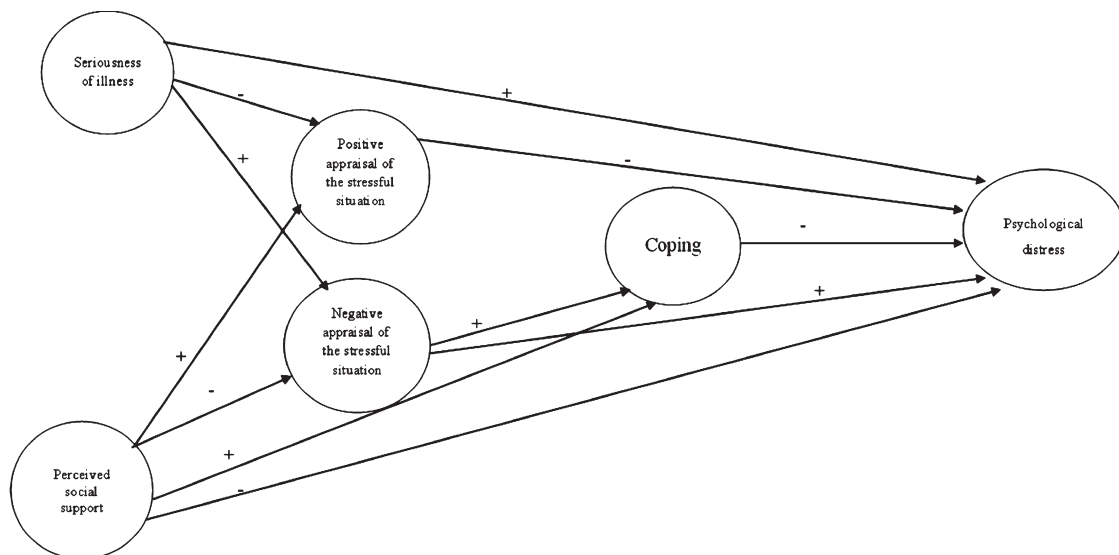 Seriousness
of illness
+
-
Positive
appraisal of
the stressful
situation
+
-
Coping
-
Psychological
distress
Negative
appraisal of
the stressful
situation
+
+
+
-
Perceived
social
support
+
-